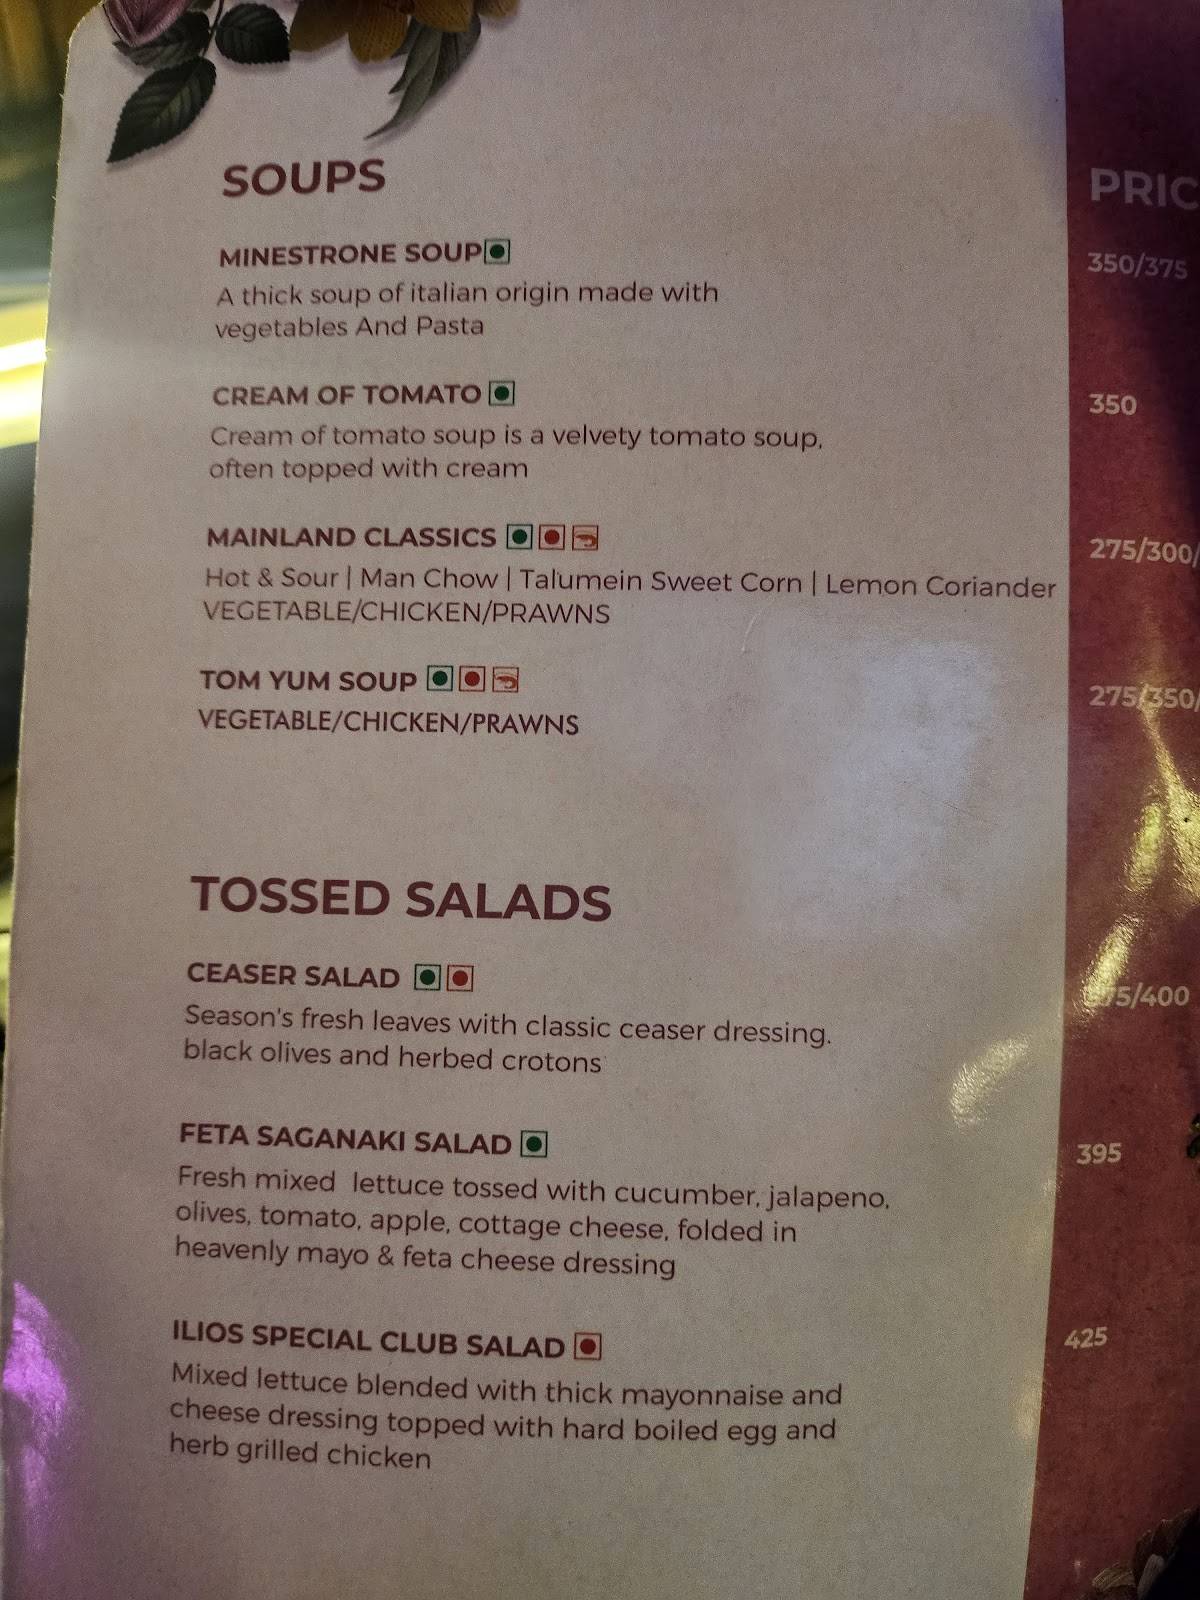 SOUPS
PRIC
MINESTRONE SOUP
350/375
A thick soup of italian origin made with
vegetables And Pasta
CREAM OF TOMATO
350
Cream of tomato soup is a velvety tomato soup,
often topped with cream
MAINLAND CLASSICS
275/300/
Hot & Sour | Man Chow | Talumein Sweet Corn | Lemon Coriander
VEGETABLE/CHICKEN/PRAWNS
TOM YUM SOUP
275/350/
VEGETABLE/CHICKEN/PRAWNS
TOSSED SALADS
CEASER SALAD
/400
Season's fresh leaves with classic ceaser dressing.
black olives and herbed crotons
FETA SAGANAKI SALAD
395
Fresh mixed lettuce tossed with cucumber, jalapeno,
olives, tomato, apple, cottage cheese, folded in
heavenly mayo & feta cheese dressing
ILIOS SPECIAL CLUB SALAD
425
Mixed lettuce blended with thick mayonnaise and
cheese dressing topped with hard boiled egg and
herb grilled chicken